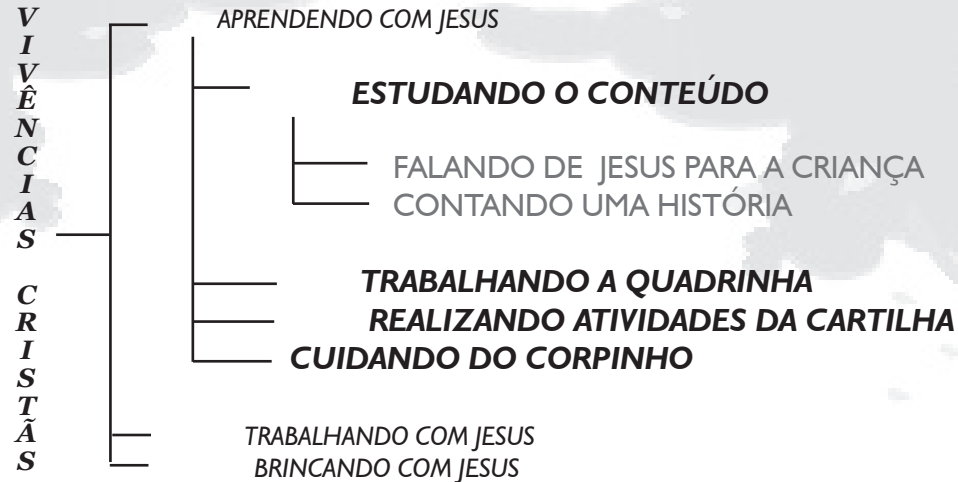 VIVÊNCIAS CRISTÃS
APRENDENDO COM JESUS
ESTUDANDO O CONTEÚDO
FALANDO DE JESUS PARA A CRIANÇA
CONTANDO UMA HISTÓRIA
TRABALHANDO A QUADRINHA
REALIZANDO ATIVIDADES DA CARTILHA
CUIDANDO DO CORPINHO
TRABALHANDO COM JESUS
BRINCANDO COM JESUS